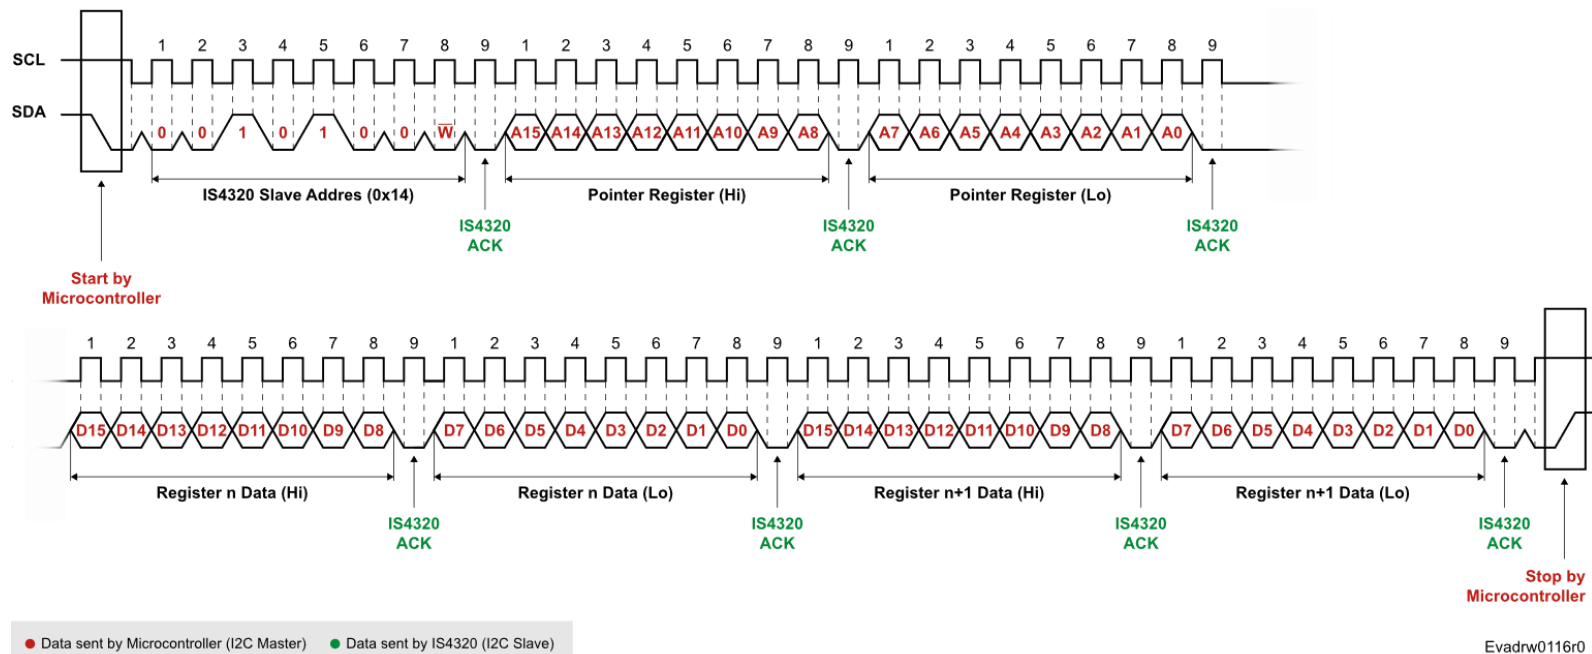 1 2 3 4 5 6 7 8 9 1 2 3 4 5 6 7 8 9 1 2 3 4 5 6 7 8 9
SCL
SDA
0 0 1 0 1 0 0 W̅ A15 A14 A13 A12 A11 A10 A9 A8 A7 A6 A5 A4 A3 A2 A1 A0
IS4320 Slave Addres (0x14) Pointer Register (Hi) Pointer Register (Lo)
IS4320 IS4320 IS4320
ACK ACK ACK
Start by
Microcontroller
1 2 3 4 5 6 7 8 9 1 2 3 4 5 6 7 8 9 1 2 3 4 5 6 7 8 9 1 2 3 4 5 6 7 8 9
D15 D14 D13 D12 D11 D10 D9 D8 D7 D6 D5 D4 D3 D2 D1 D0 D15 D14 D13 D12 D11 D10 D9 D8 D7 D6 D5 D4 D3 D2 D1 D0
Register n Data (Hi) Register n Data (Lo) Register n+1 Data (Hi) Register n+1 Data (Lo)
IS4320 IS4320 IS4320 IS4320
ACK ACK ACK ACK
Stop by
Microcontroller
Data sent by Microcontroller (I2C Master) Data sent by IS4320 (I2C Slave)
Evadrw0116r0